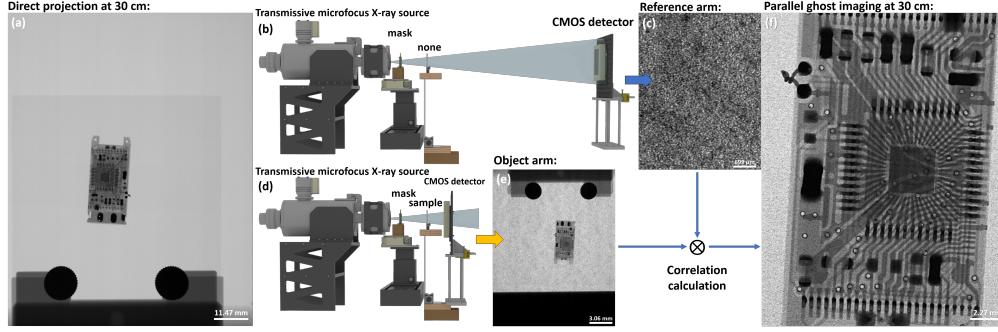 Direct projection at 30 cm:
(a)
11.47 mm
Transmissive microfocus X-ray source
(b)
mask
none
CMOS detector
Reference arm:
(c)
699 μm
Transmissive microfocus X-ray source
(d)
mask
sample
CMOS detector
Object arm:
(e)
3.06 mm
Correlation
calculation
Parallel ghost imaging at 30 cm:
(f)
2.27 mm